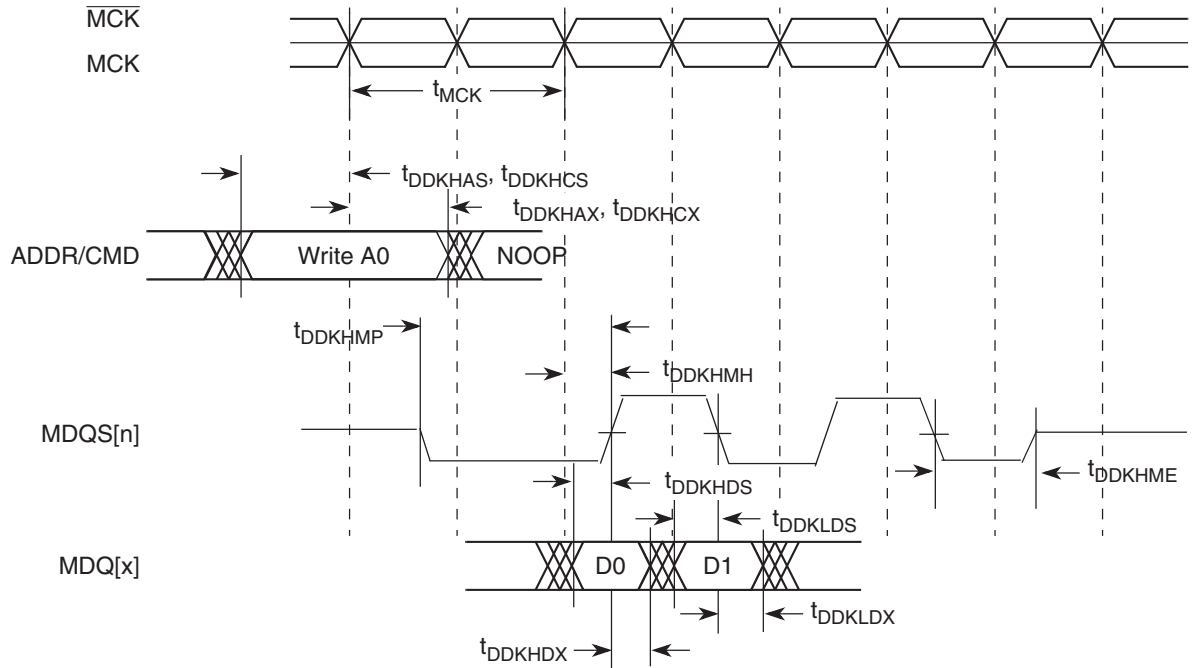 M̅C̅K̅
MCK
tMCK
tDDKHAS, tDDKHCS
tDDKHAX, tDDKHCX
ADDR/CMD
Write A0
NOOP
tDDKHMP
tDDKHMH
MDQS[n]
tDDKHDS
tDDKHME
tDDKLDS
MDQ[x]
D0
D1
tDDKLDX
tDDKHDX